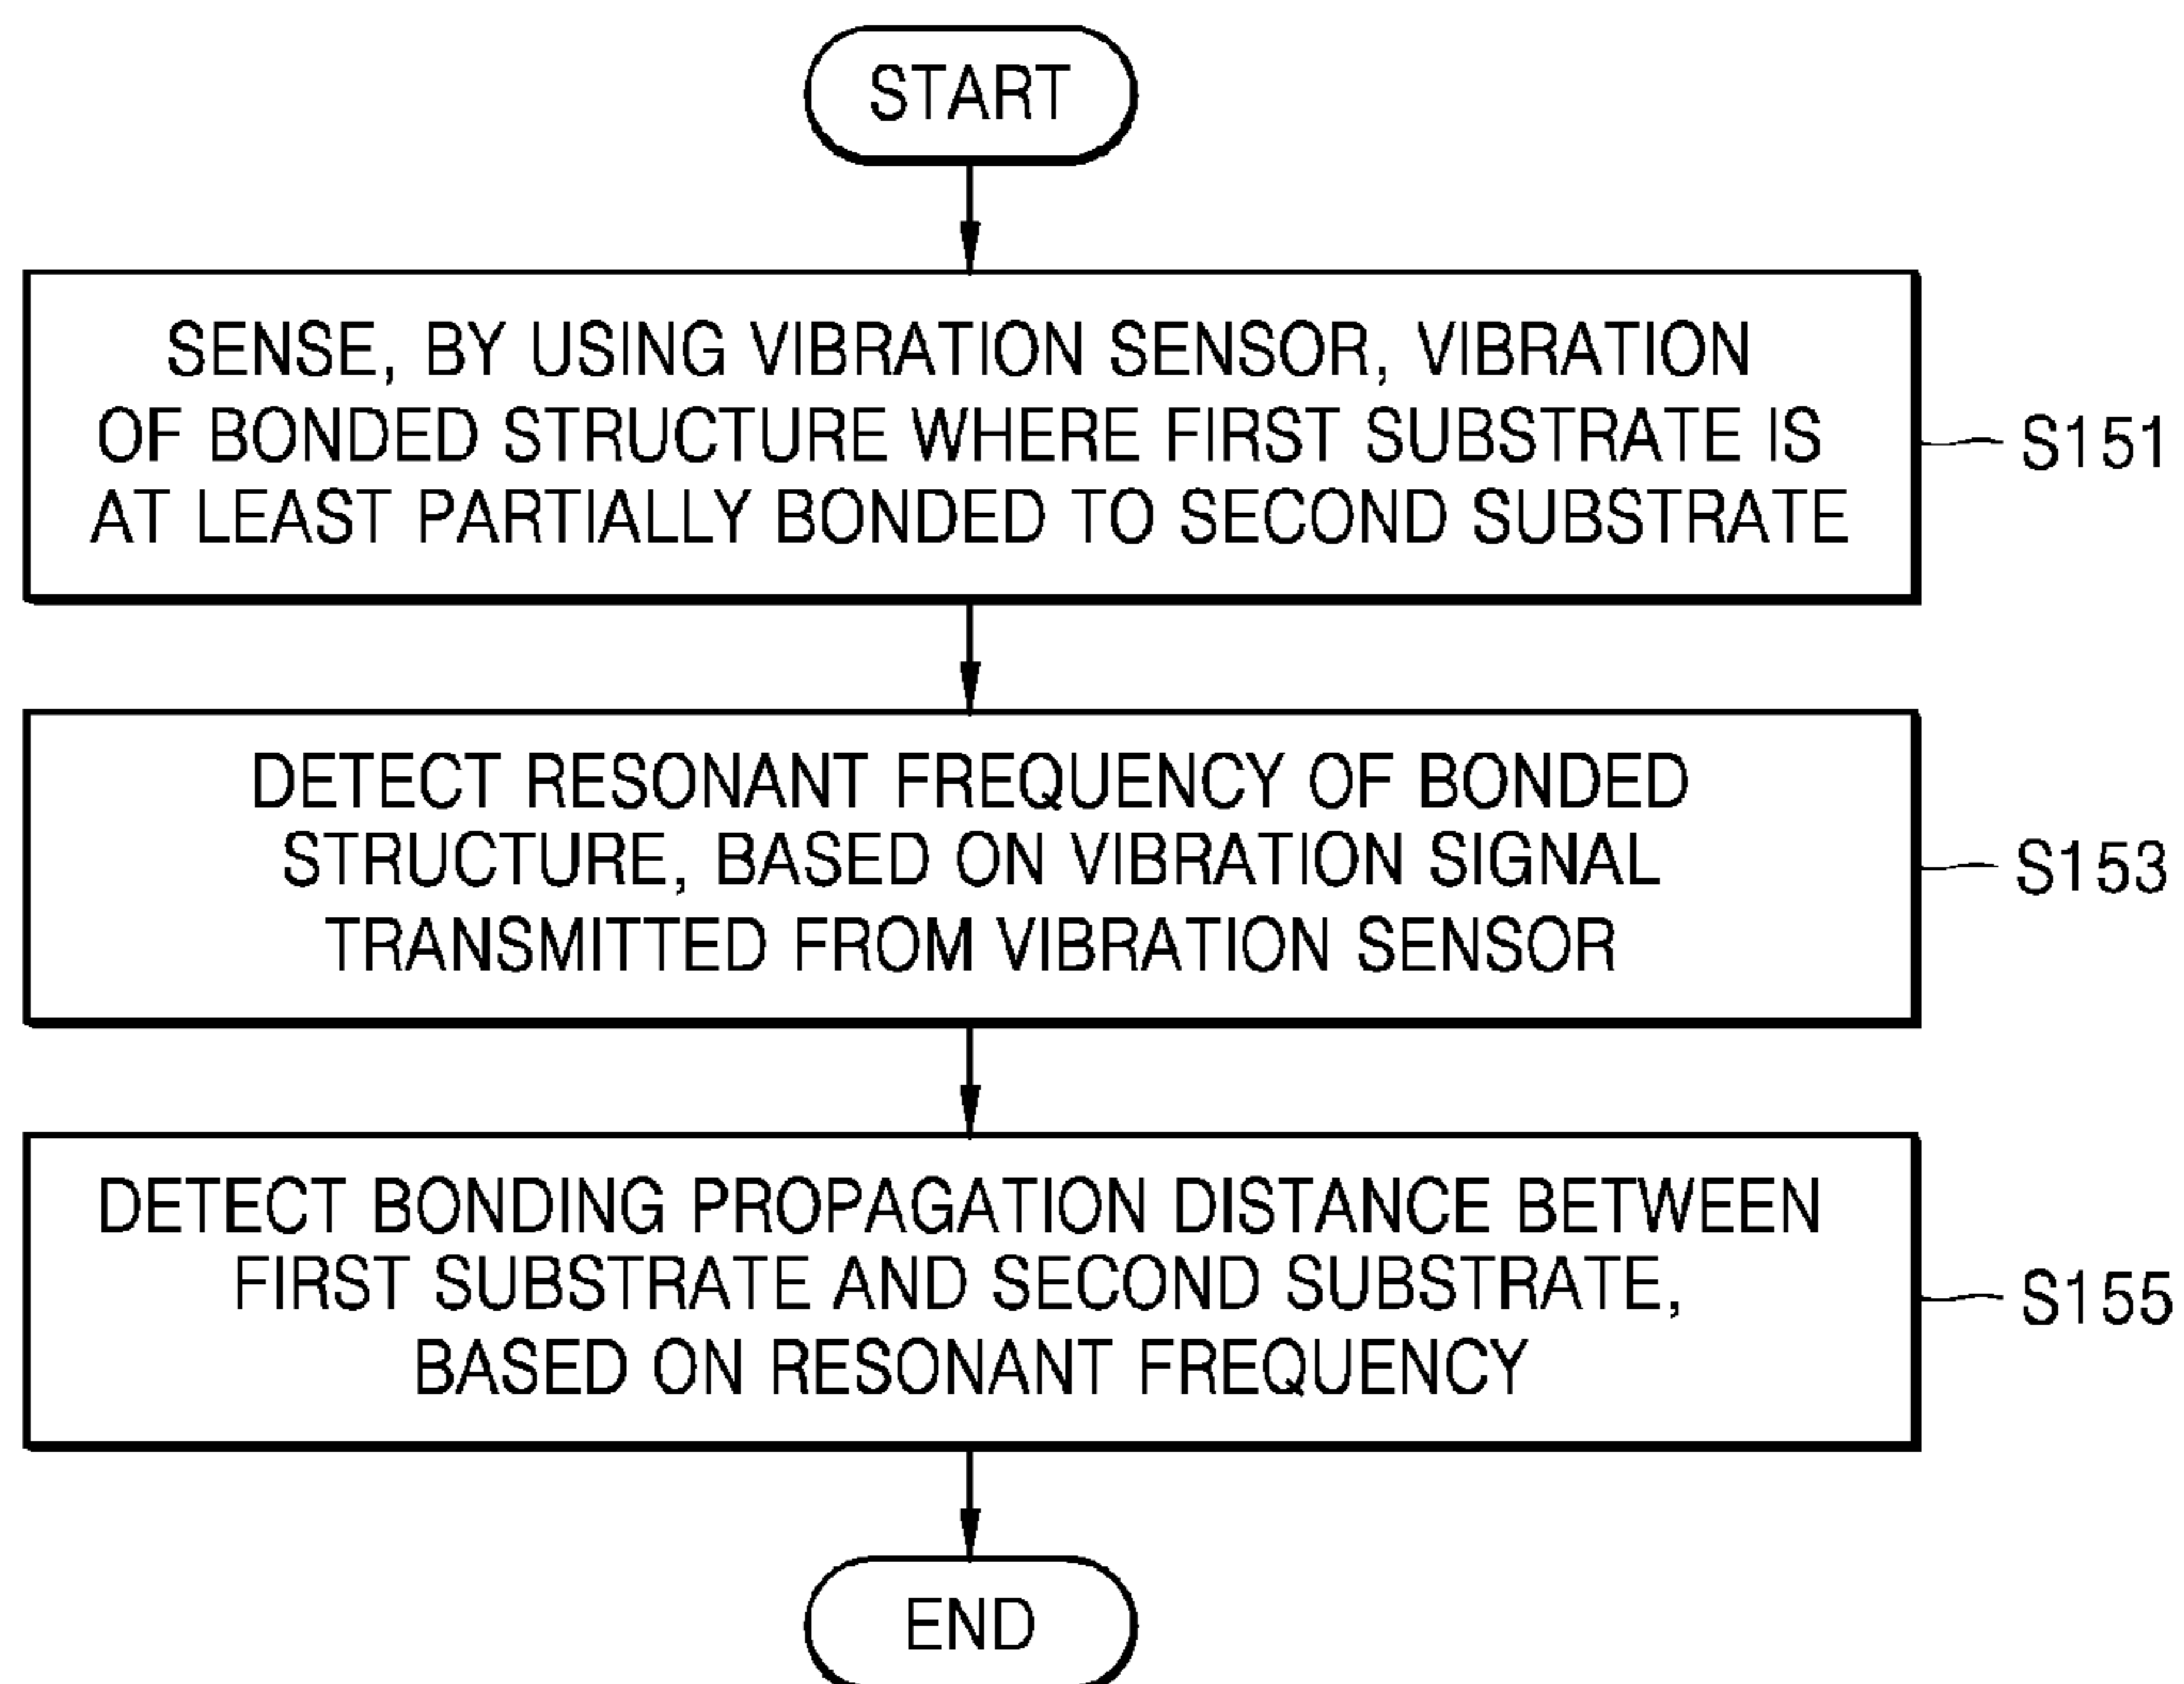 START
SENSE, BY USING VIBRATION SENSOR, VIBRATION
OF BONDED STRUCTURE WHERE FIRST SUBSTRATE IS
AT LEAST PARTIALLY BONDED TO SECOND SUBSTRATE
S151
DETECT RESONANT FREQUENCY OF BONDED
STRUCTURE, BASED ON VIBRATION SIGNAL
TRANSMITTED FROM VIBRATION SENSOR
S153
DETECT BONDING PROPAGATION DISTANCE BETWEEN
FIRST SUBSTRATE AND SECOND SUBSTRATE,
BASED ON RESONANT FREQUENCY
S155
END